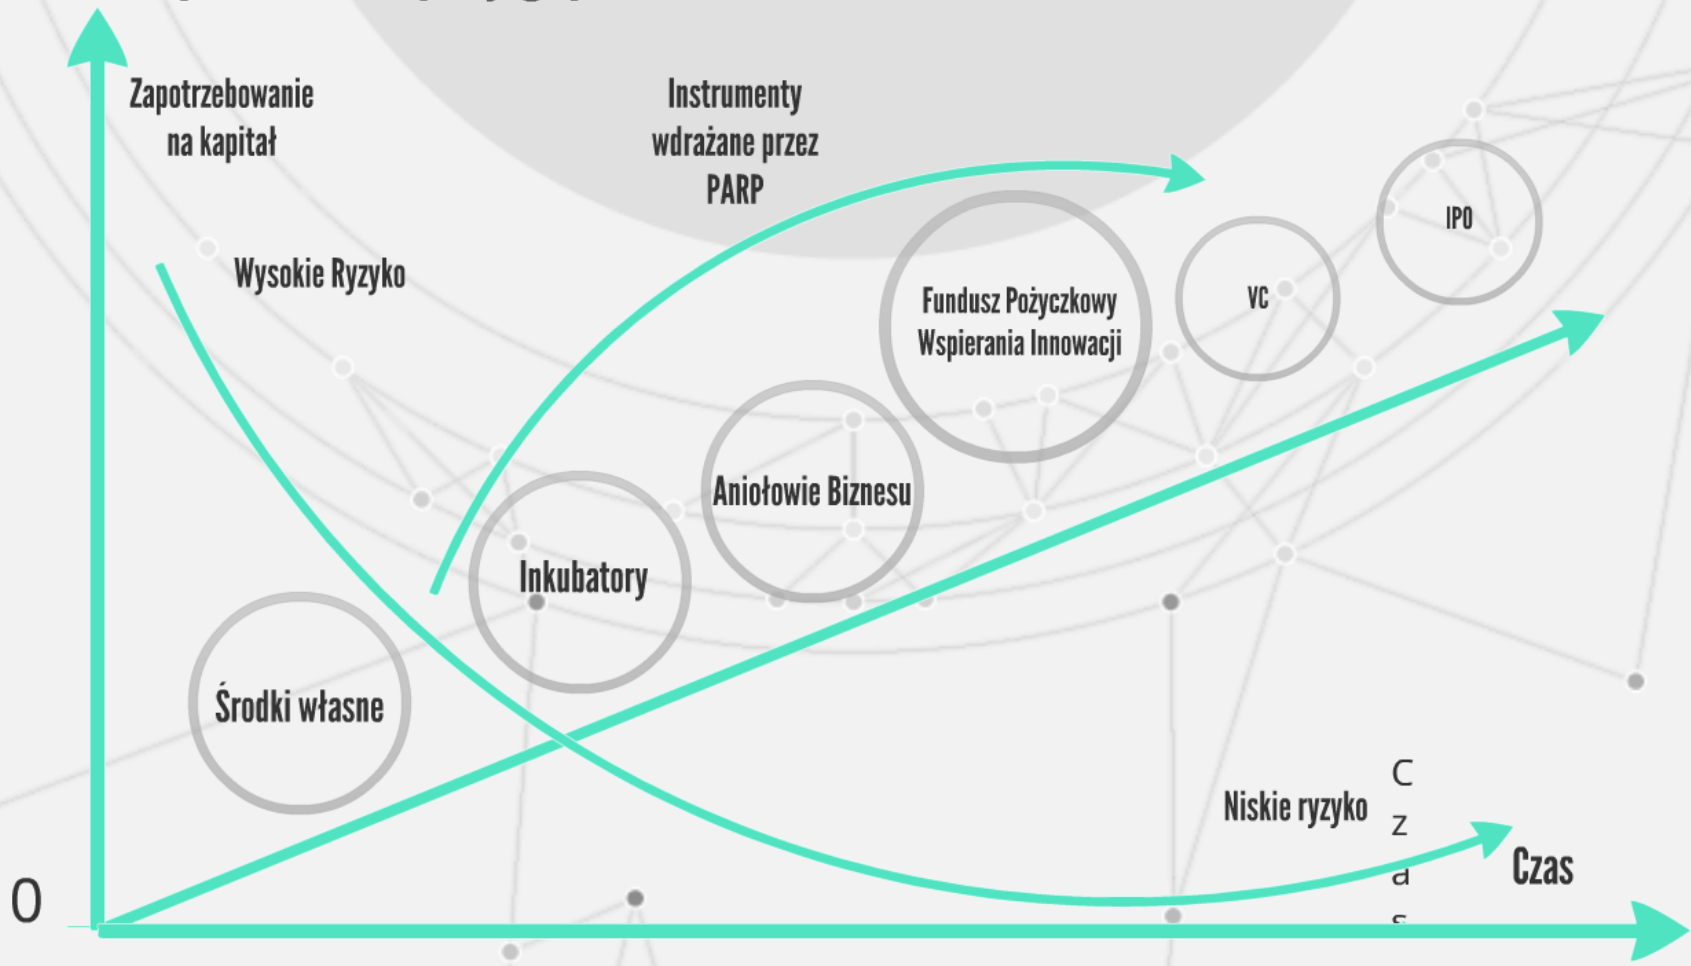 Zapotrzebowanie
na kapitał
Instrumenty
wdrażane przez
PARP
Wysokie Ryzyko
IPO
VC
Fundusz Pożyczkowy
Wspierania Innowacji
Aniołowie Biznesu
Inkubatory
Środki własne
Niskie ryzyko
C
z
a
s
Czas
0